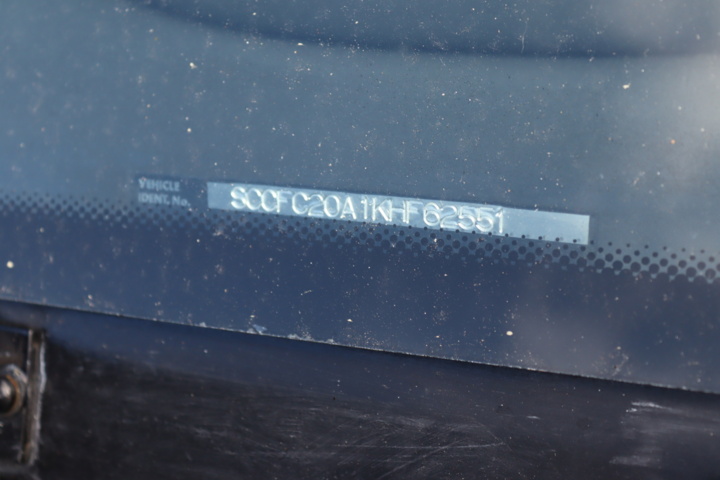 VEHICLE
IDENT. No.
SCCFC20A1KHF62551